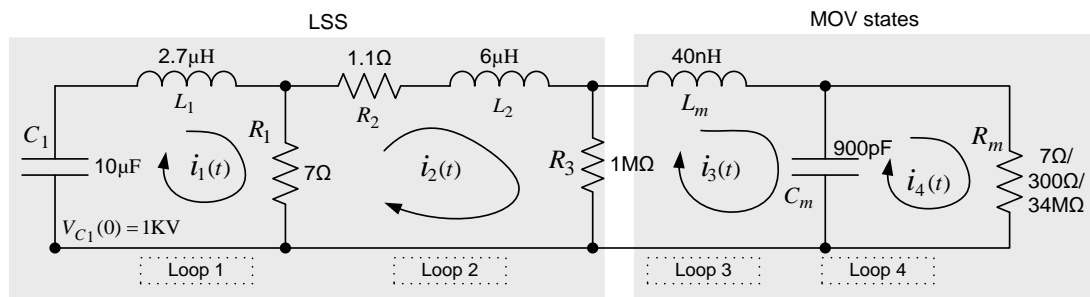 LSS
MOV states
2.7μH
1.1Ω
6μH
40nH
L₁
R₂
L₂
Lₘ
C₁
R₁
R₃
Rₘ
10μF
i₁(t)
7Ω
i₂(t)
1MΩ
i₃(t)
900pF
Cₘ
i₄(t)
7Ω/
300Ω/
34MΩ
V_{C₁}(0) = 1KV
Loop 1
Loop 2
Loop 3
Loop 4